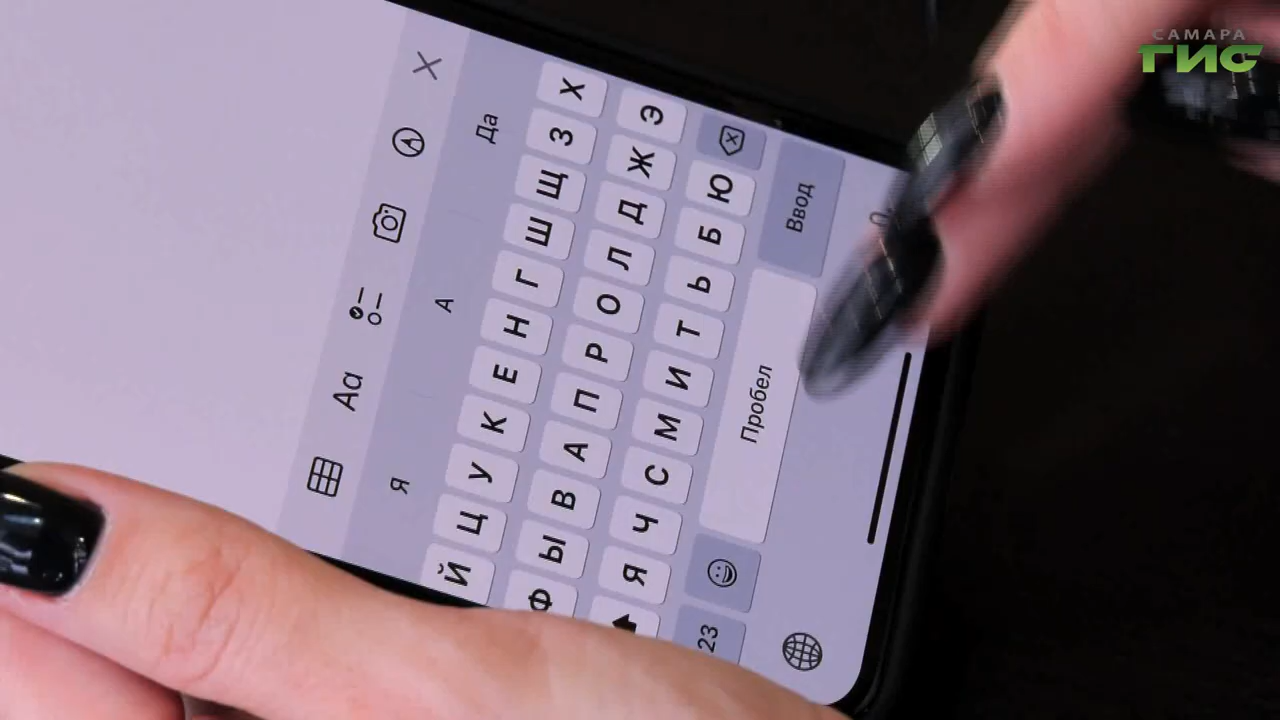 САМАРА
ГИС
Aa
Я А Да
Й Ц У К Е Н Г Ш Щ З Х
Ф Ы В А П Р О Л Д Ж Э
Я Ч С М И Т Ь Б Ю
23 Пробел Ввод